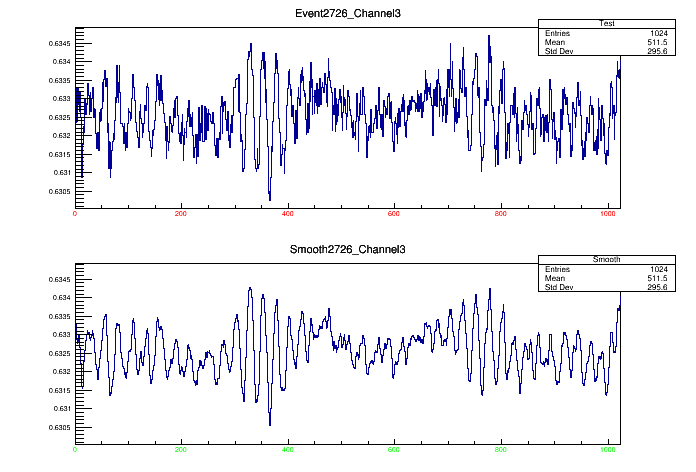 Event2726_Channel3
Test
Entries 1024
Mean 511.5
Std Dev 295.6
0.6345
0.634
0.6335
0.633
0.6325
0.632
0.6315
0.631
0.6305
0 200 400 600 800 1000
Smooth2726_Channel3
Smooth
Entries 1024
Mean 511.5
Std Dev 295.6
0.6345
0.634
0.6335
0.633
0.6325
0.632
0.6315
0.631
0.6305
0 200 400 600 800 1000